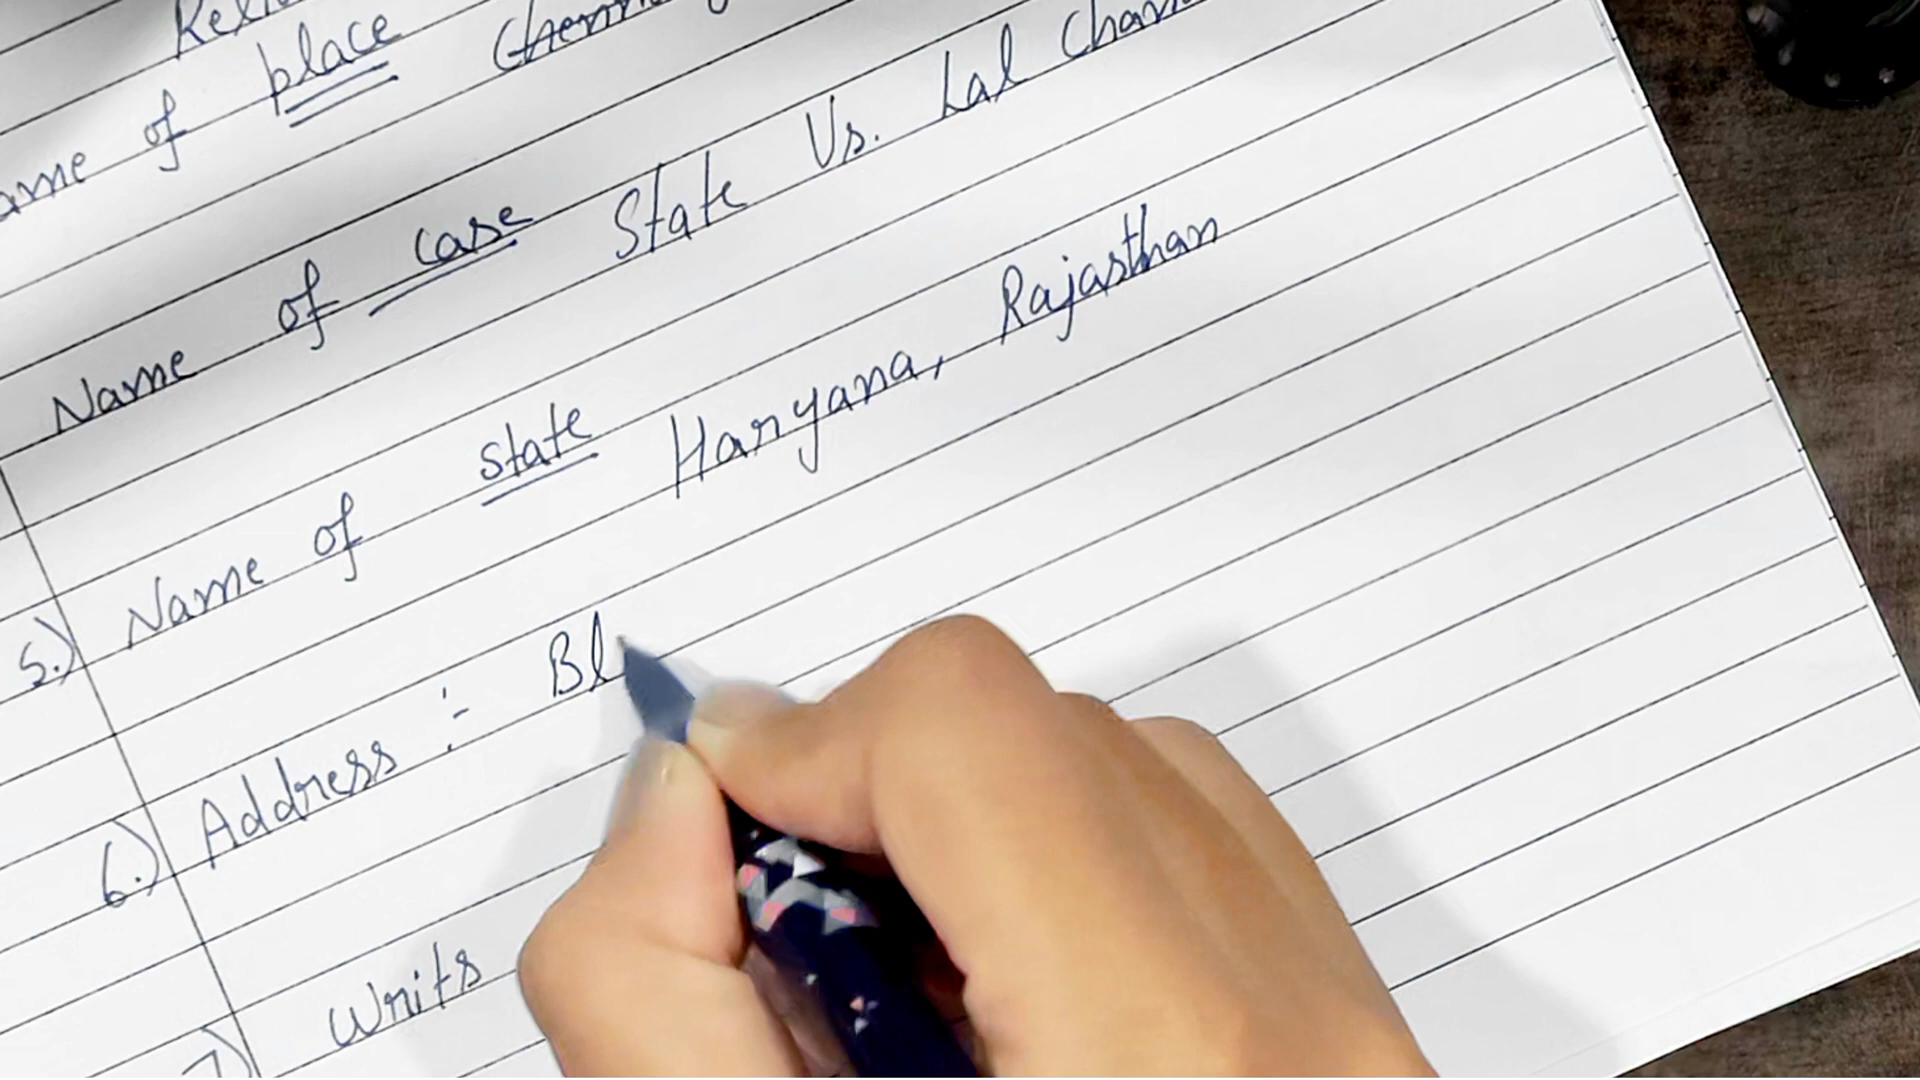 Name of place
Name of case State Vs. Lal
5.) Name of state Haryana, Rajasthan
6.) Address :- Bl
7) Writs